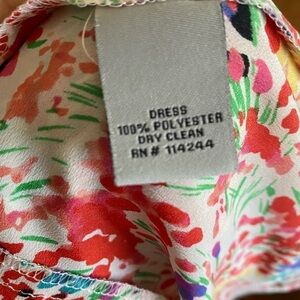 DRESS
100% POLYESTER
DRY CLEAN
RN# 114244